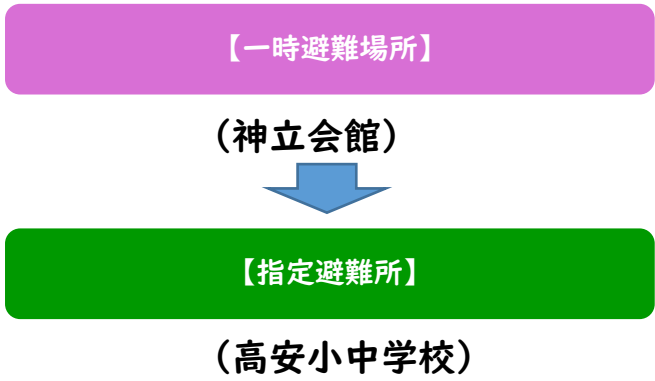 【一時避難場所】
（神立会館）
【指定避難所】
（高安小中学校）